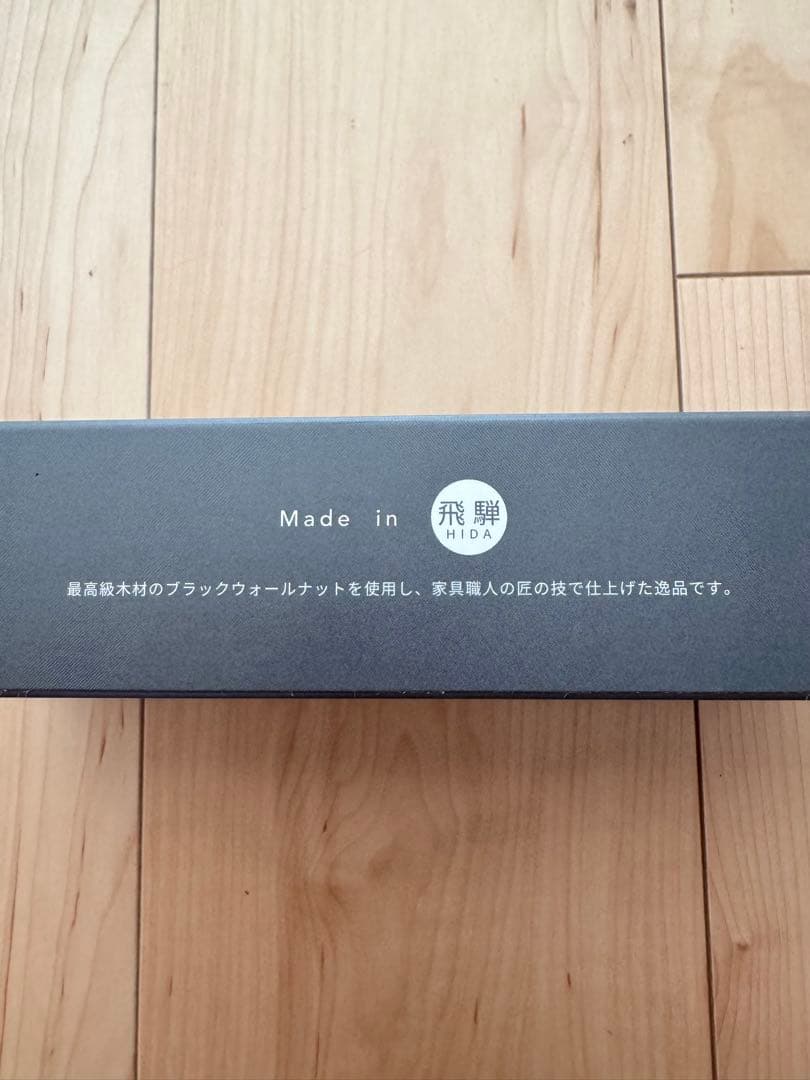 Made in 飛騨
HIDA
最高級木材のブラックウォールナットを使用し、家具職人の匠の技で仕上げた逸品です。